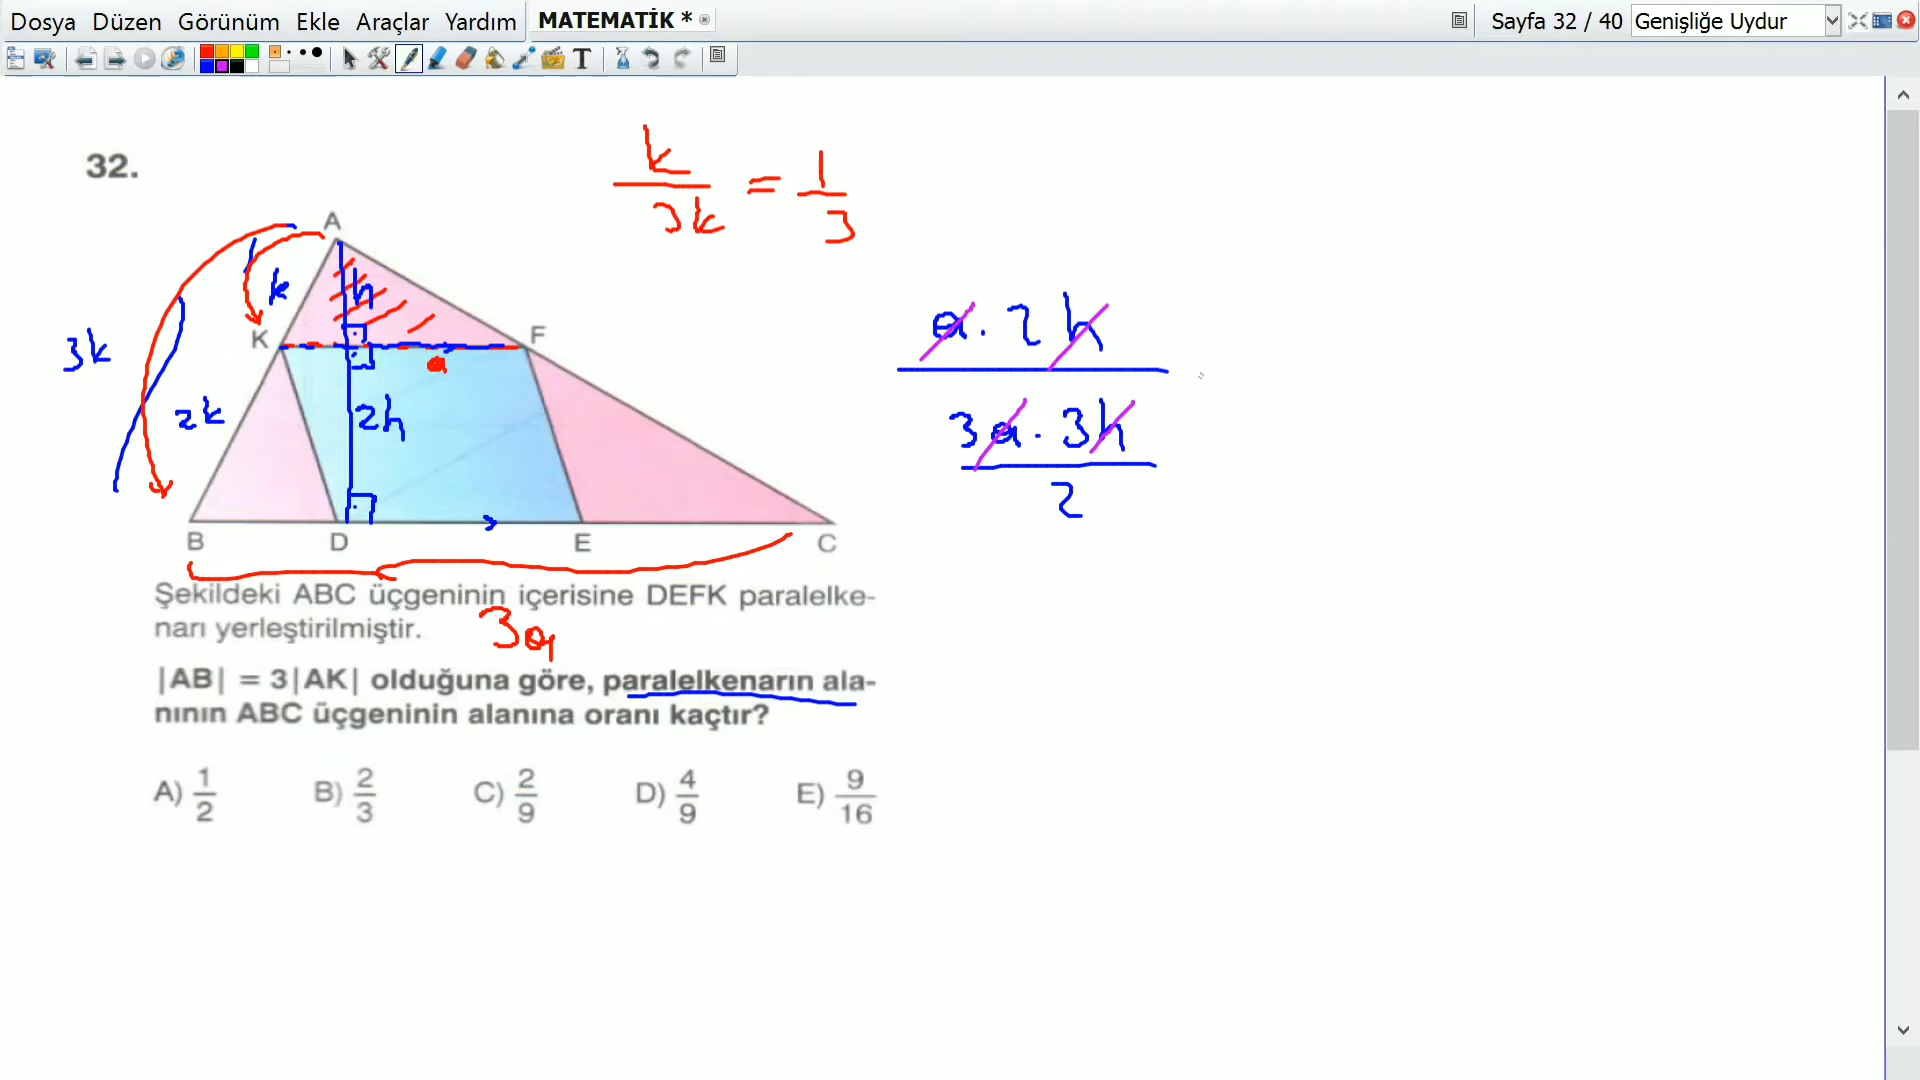 Dosya Düzen Görünüm Ekle Araçlar Yardım MATEMATİK * Sayfa 32 / 40 Genişliğe Uydur
T
32.
k/3k = 1/3
A
k
h
K
F
a
3k
2k
2h
B D E C
3a
a . 2h
3a . 3h
2
Şekildeki ABC üçgeninin içerisine DEFK paralelke-
narı yerleştirilmiştir.
|AB| = 3|AK| olduğuna göre, paralelkenarın ala-
nının ABC üçgeninin alanına oranı kaçtır?
A) 1/2 B) 2/3 C) 2/9 D) 4/9 E) 9/16